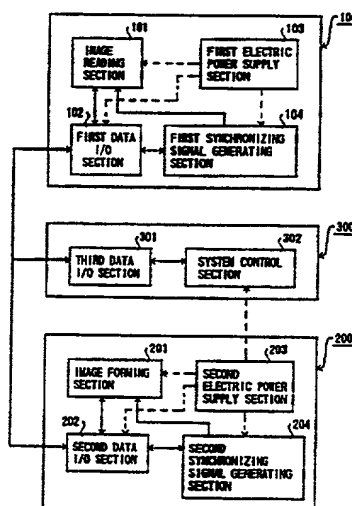 100
101
IMAGE
READING
SECTION
103
FIRST ELECTRIC
POWER SUPPLY
SECTION
102
FIRST DATA
I/O
SECTION
104
FIRST SYNCHRONIZING
SIGNAL GENERATING
SECTION
300
301
THIRD DATA
I/O SECTION
302
SYSTEM CONTROL
SECTION
200
201
IMAGE FORMING
SECTION
203
SECOND
ELECTRIC POWER
SUPPLY SECTION
202
SECOND DATA
I/O SECTION
204
SECOND
SYNCHRONIZING
SIGNAL GENERATING
SECTION